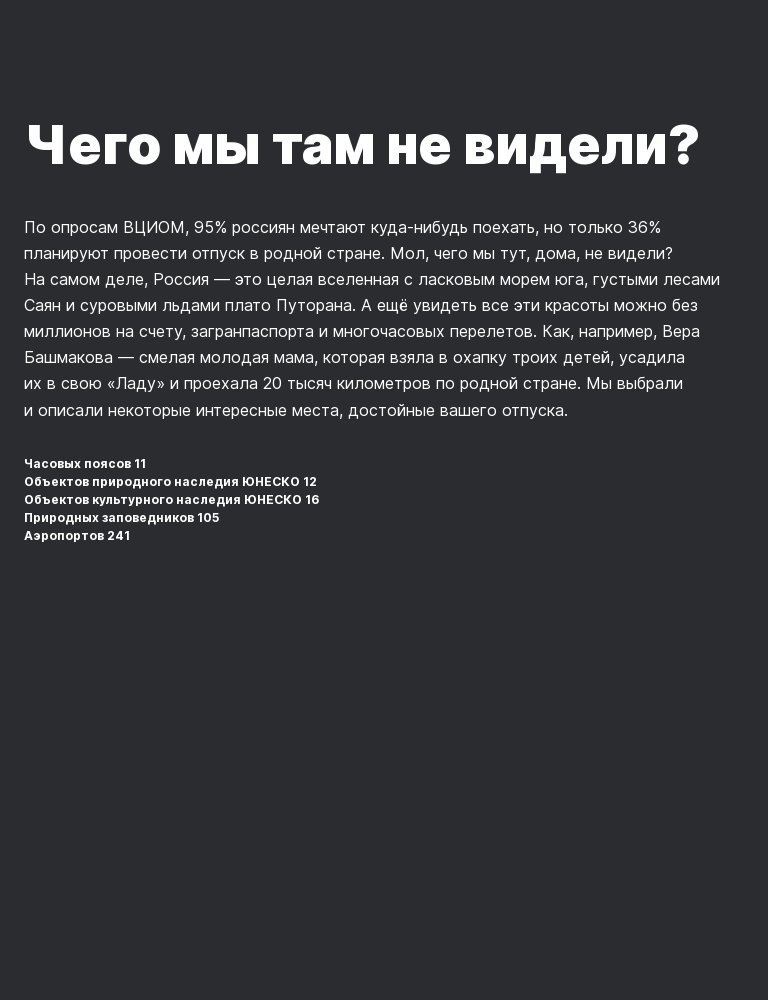 Чего мы там не видели?
По опросам ВЦИОМ, 95% россиян мечтают куда-нибудь поехать, но только 36%
планируют провести отпуск в родной стране. Мол, чего мы тут, дома, не видели?
На самом деле, Россия — это целая вселенная с ласковым морем юга, густыми лесами
Саян и суровыми льдами плато Путорана. А ещё увидеть все эти красоты можно без
миллионов на счету, загранпаспорта и многочасовых перелетов. Как, например, Вера
Башмакова — смелая молодая мама, которая взяла в охапку троих детей, усадила
их в свою «Ладу» и проехала 20 тысяч километров по родной стране. Мы выбрали
и описали некоторые интересные места, достойные вашего отпуска.
Часовых поясов 11
Объектов природного наследия ЮНЕСКО 12
Объектов культурного наследия ЮНЕСКО 16
Природных заповедников 105
Аэропортов 241